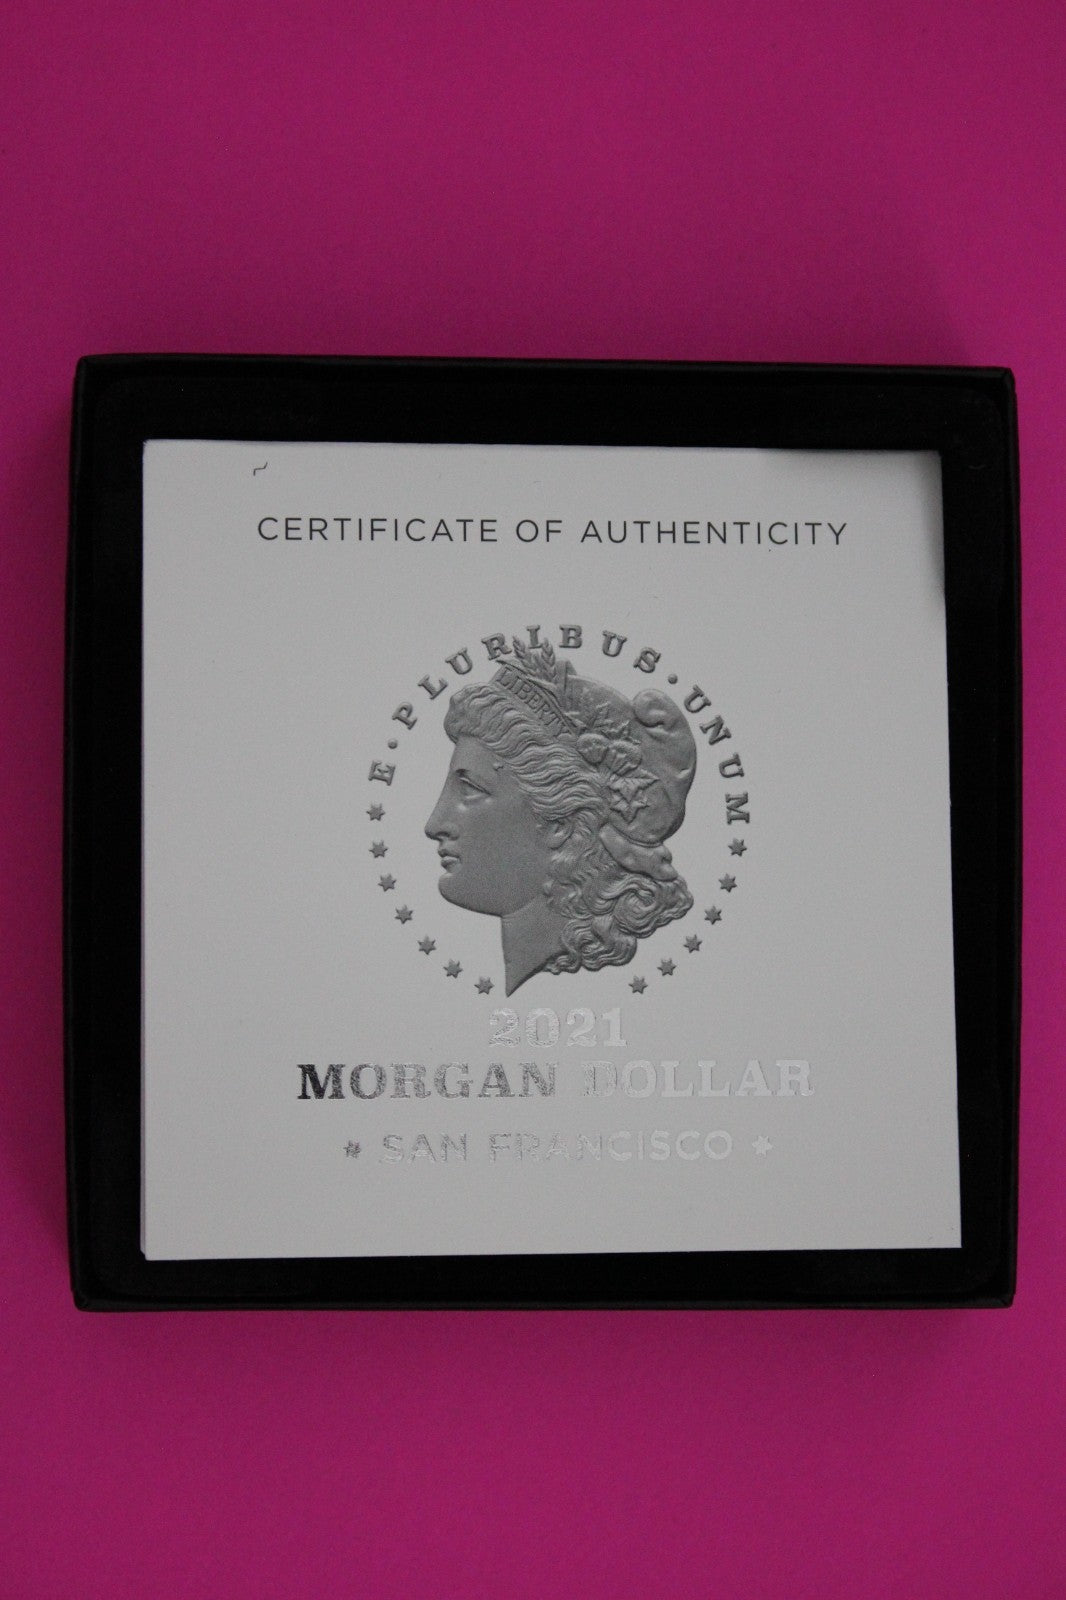 CERTIFICATE OF AUTHENTICITY
E · PLURIBUS · UNUM
LIBERTY
2021
MORGAN DOLLAR
SAN FRANCISCO